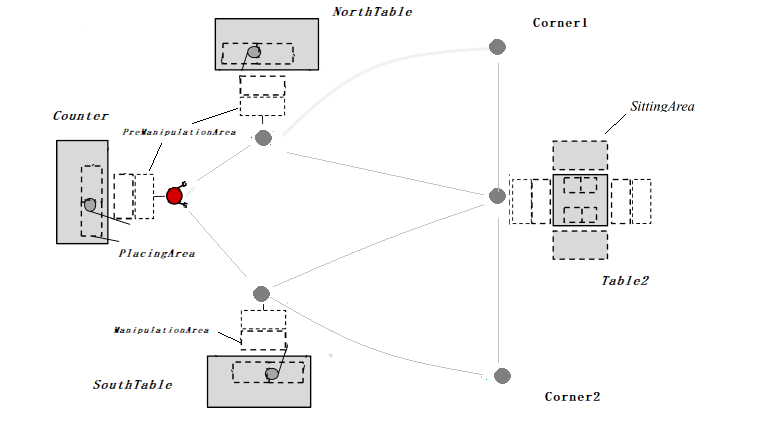 NorthTable
Corner1
SittingArea
Counter
PreManipulationArea
PlacingArea
Table2
ManipulationArea
SouthTable
Corner2